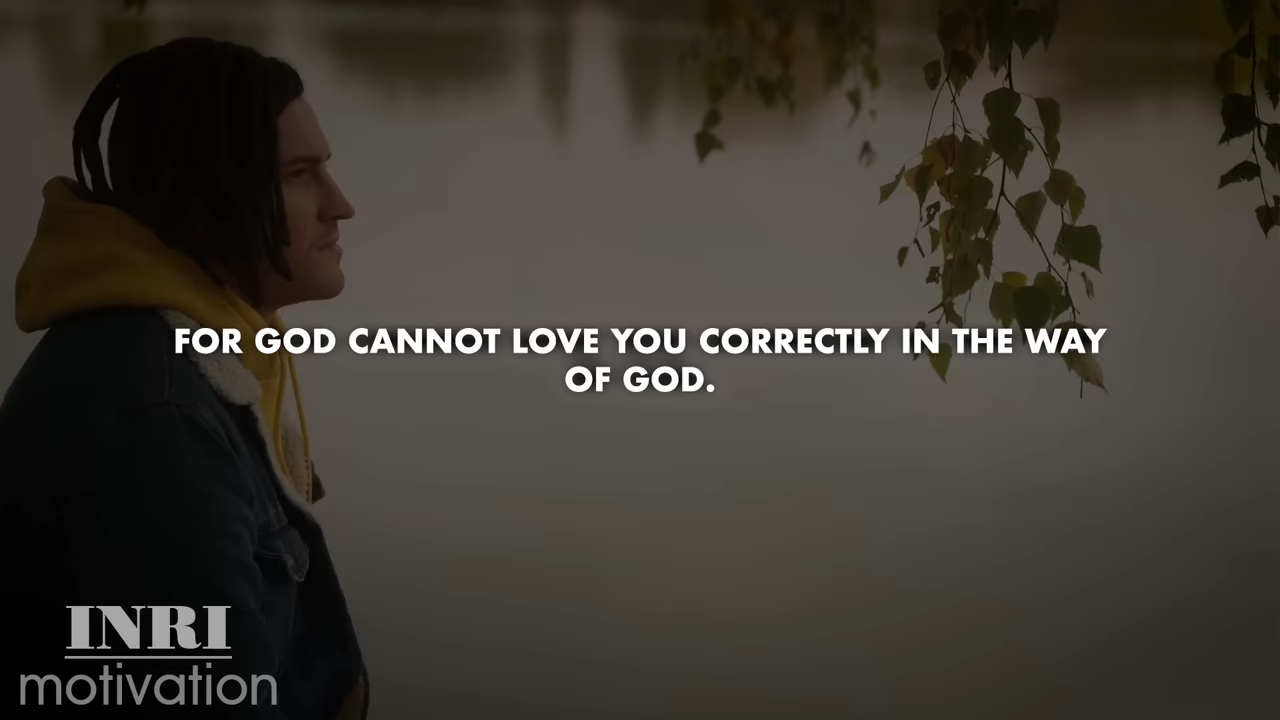 FOR GOD CANNOT LOVE YOU CORRECTLY IN THE WAY
OF GOD.
INRI
motivation